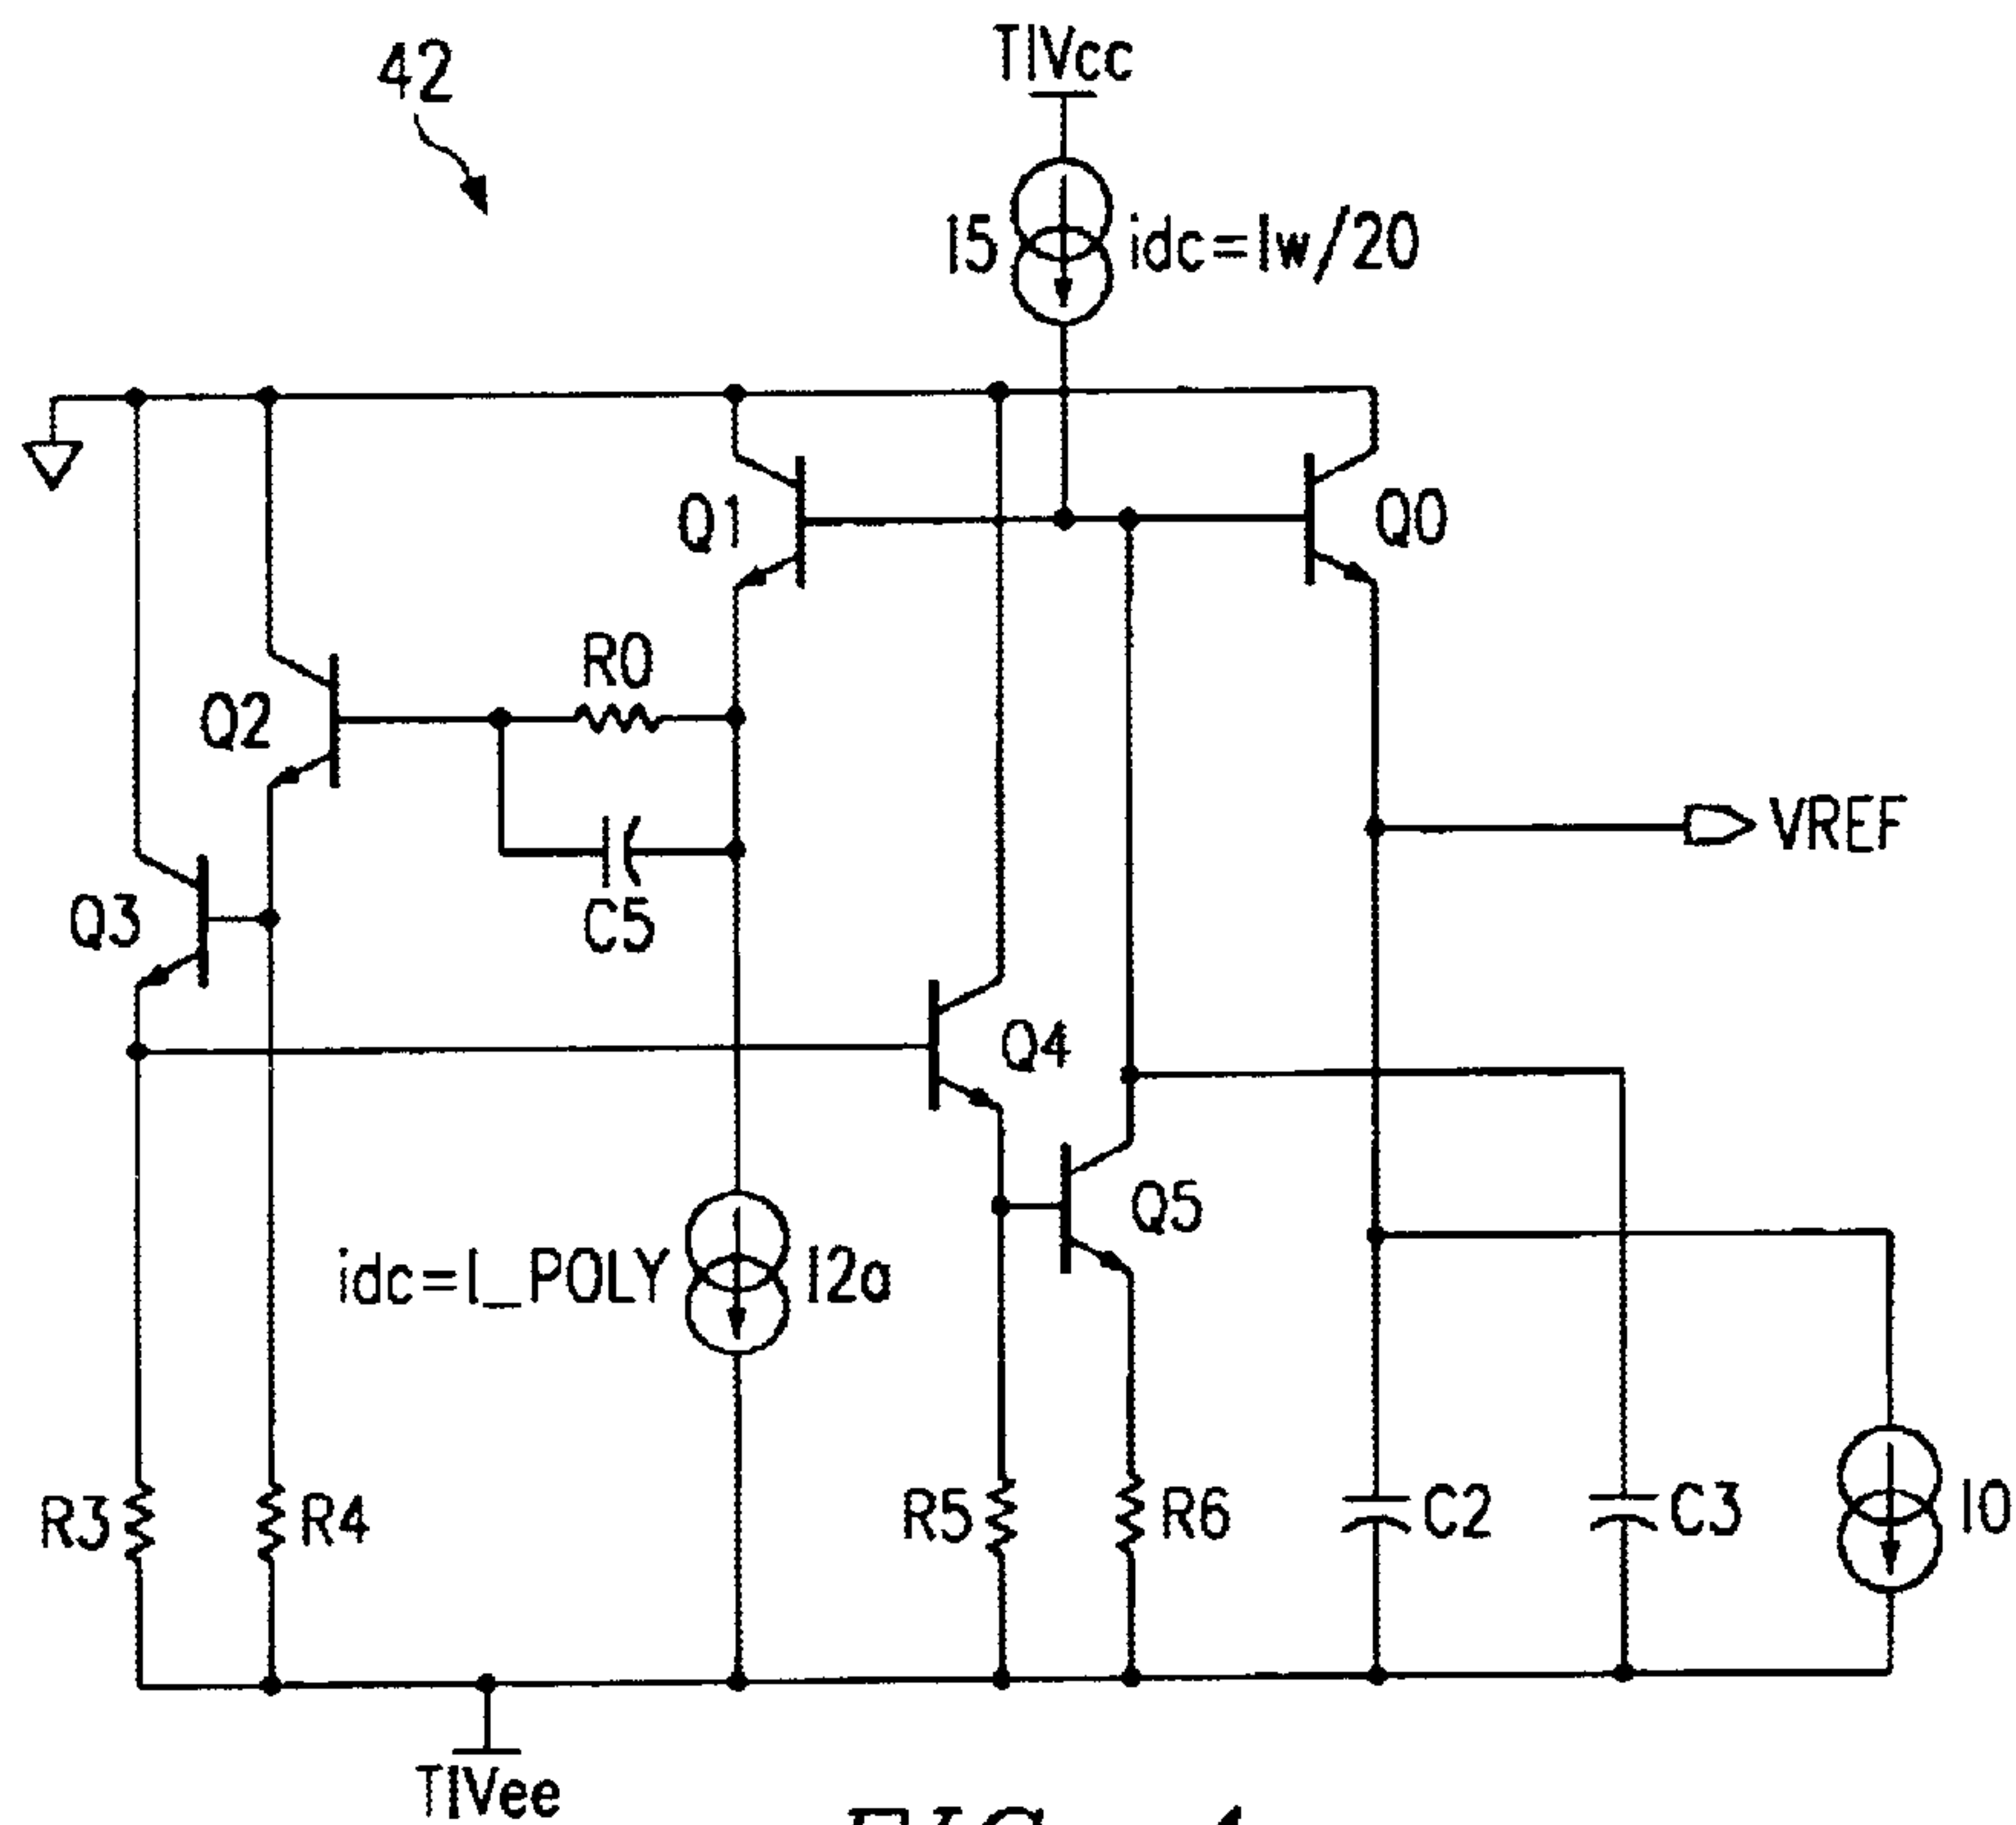 42
TIVcc
I5
idc=Iw/20
Q1
Q0
R0
Q2
VREF
Q3
C5
Q4
Q5
idc=I_POLY
I2a
R3
R4
R5
R6
C2
C3
I0
TIVee